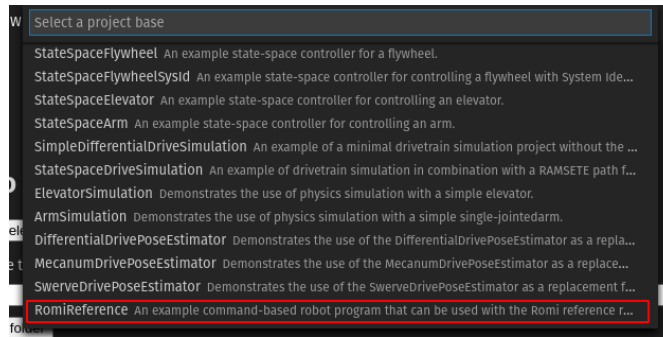 W
Select a project base
StateSpaceFlywheel An example state-space controller for a flywheel.
StateSpaceFlywheelSysId An example state-space controller for controlling a flywheel with System Ide...
StateSpaceElevator An example state-space controller for controlling an elevator.
StateSpaceArm An example state-space controller for controlling an arm.
SimpleDifferentialDriveSimulation An example of a minimal drivetrain simulation project without the ...
StateSpaceDriveSimulation An example of drivetrain simulation in combination with a RAMSETE path f...
ElevatorSimulation Demonstrates the use of physics simulation with a simple elevator.
ArmSimulation Demonstrates the use of physics simulation with a simple single-jointedarm.
DifferentialDrivePoseEstimator Demonstrates the use of the DifferentialDrivePoseEstimator as a repla...
MecanumDrivePoseEstimator Demonstrates the use of the MecanumDrivePoseEstimator as a replace...
SwerveDrivePoseEstimator Demonstrates the use of the SwerveDrivePoseEstimator as a replacement f...
RomiReference An example command-based robot program that can be used with the Romi reference r...
folder